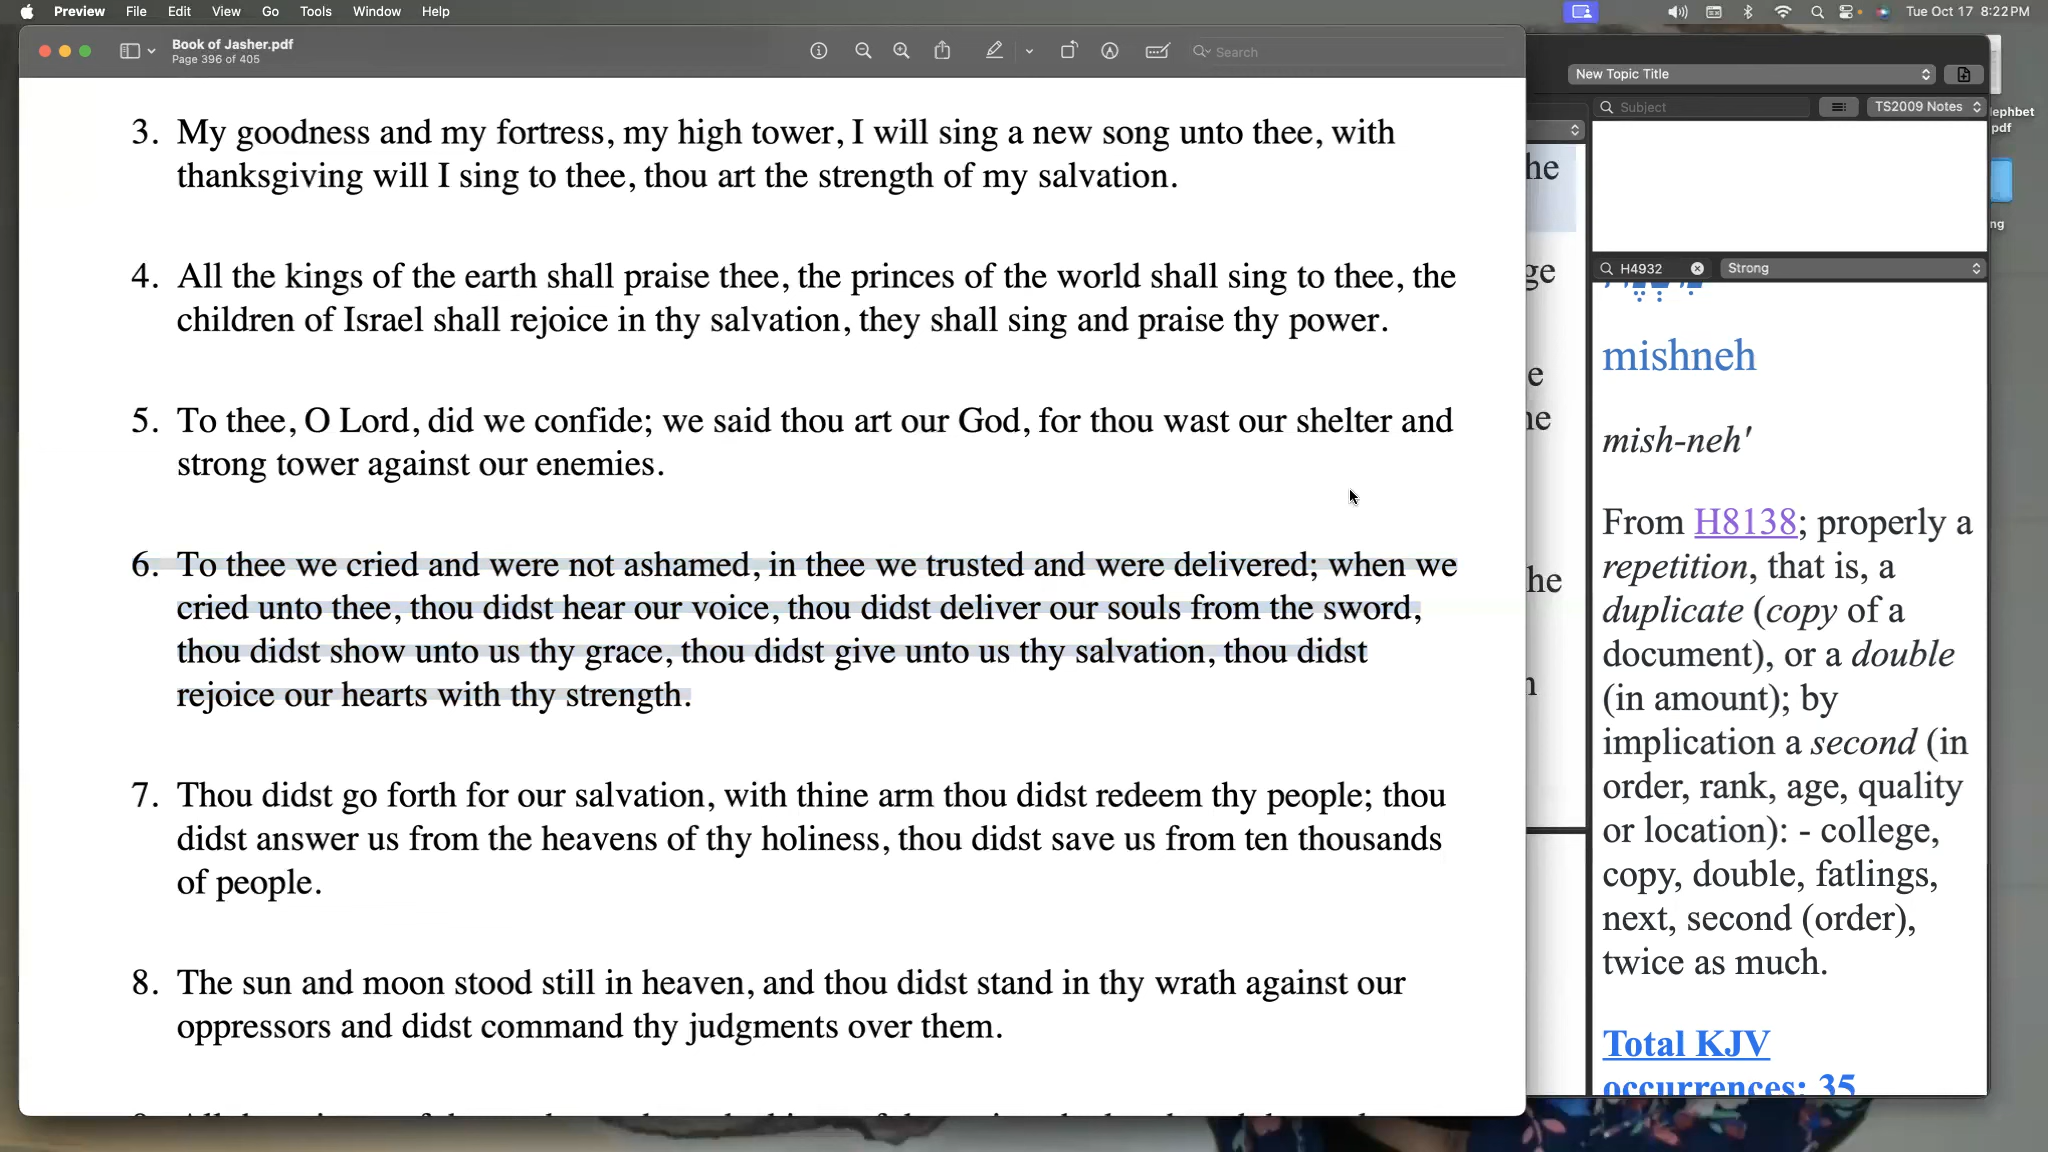 Preview File Edit View Go Tools Window Help
Tue Oct 17 8:22 PM
Book of Jasher.pdf
Page 396 of 405
Search
3. My goodness and my fortress, my high tower, I will sing a new song unto thee, with
thanksgiving will I sing to thee, thou art the strength of my salvation.
4. All the kings of the earth shall praise thee, the princes of the world shall sing to thee, the
children of Israel shall rejoice in thy salvation, they shall sing and praise thy power.
5. To thee, O Lord, did we confide; we said thou art our God, for thou wast our shelter and
strong tower against our enemies.
6. To thee we cried and were not ashamed, in thee we trusted and were delivered; when we
cried unto thee, thou didst hear our voice, thou didst deliver our souls from the sword,
thou didst show unto us thy grace, thou didst give unto us thy salvation, thou didst
rejoice our hearts with thy strength.
7. Thou didst go forth for our salvation, with thine arm thou didst redeem thy people; thou
didst answer us from the heavens of thy holiness, thou didst save us from ten thousands
of people.
8. The sun and moon stood still in heaven, and thou didst stand in thy wrath against our
oppressors and didst command thy judgments over them.
he
ge
e
he
n
New Topic Title
Subject
TS2009 Notes
H4932
Strong
mishneh
mish-neh'
From H8138; properly a
repetition, that is, a
duplicate (copy of a
document), or a double
(in amount); by
implication a second (in
order, rank, age, quality
or location): - college,
copy, double, fatlings,
next, second (order),
twice as much.
Total KJV
occurrences: 35
lephbet
pdf
ng